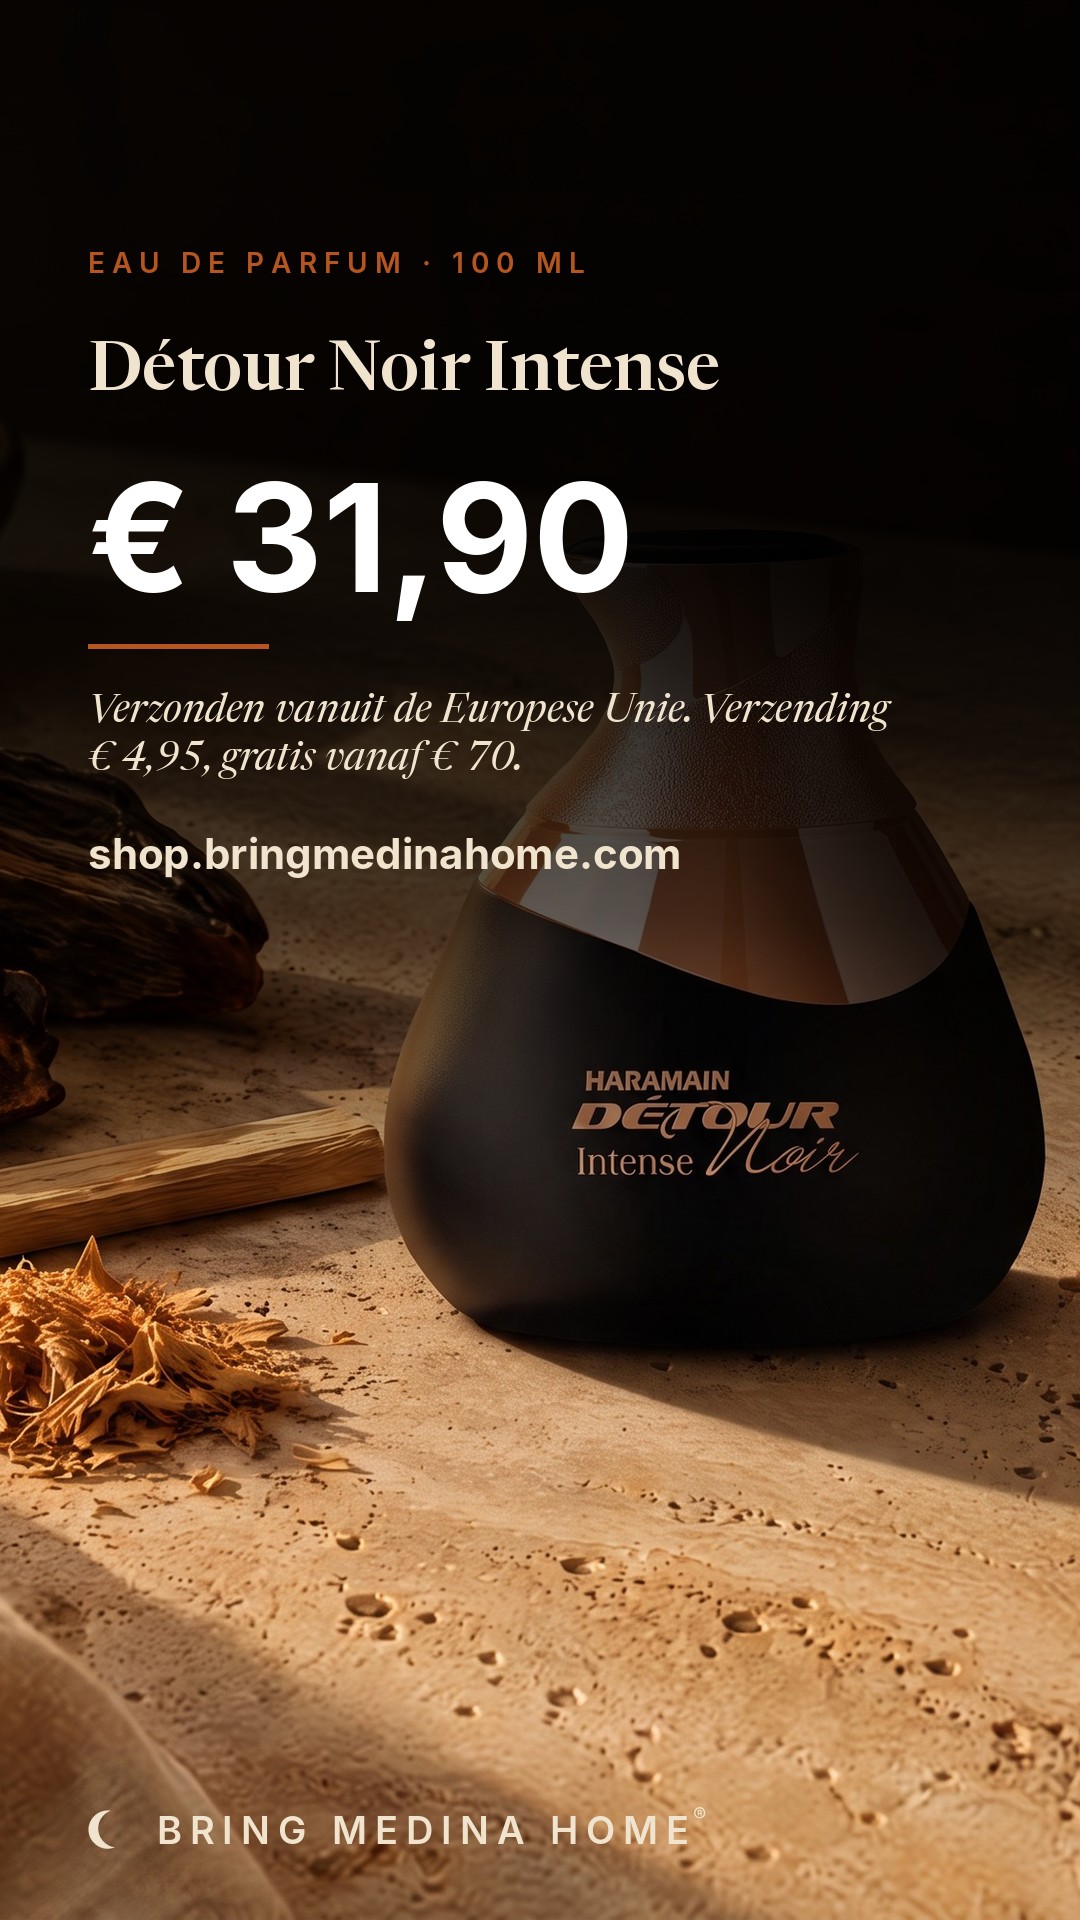 EAU DE PARFUM · 100 ML
Détour Noir Intense
€ 31,90
Verzonden vanuit de Europese Unie. Verzending
€ 4,95, gratis vanaf € 70.
shop.bringmedinahome.com
HARAMAIN
DÉTOUR
Intense Noir
BRING MEDINA HOME®